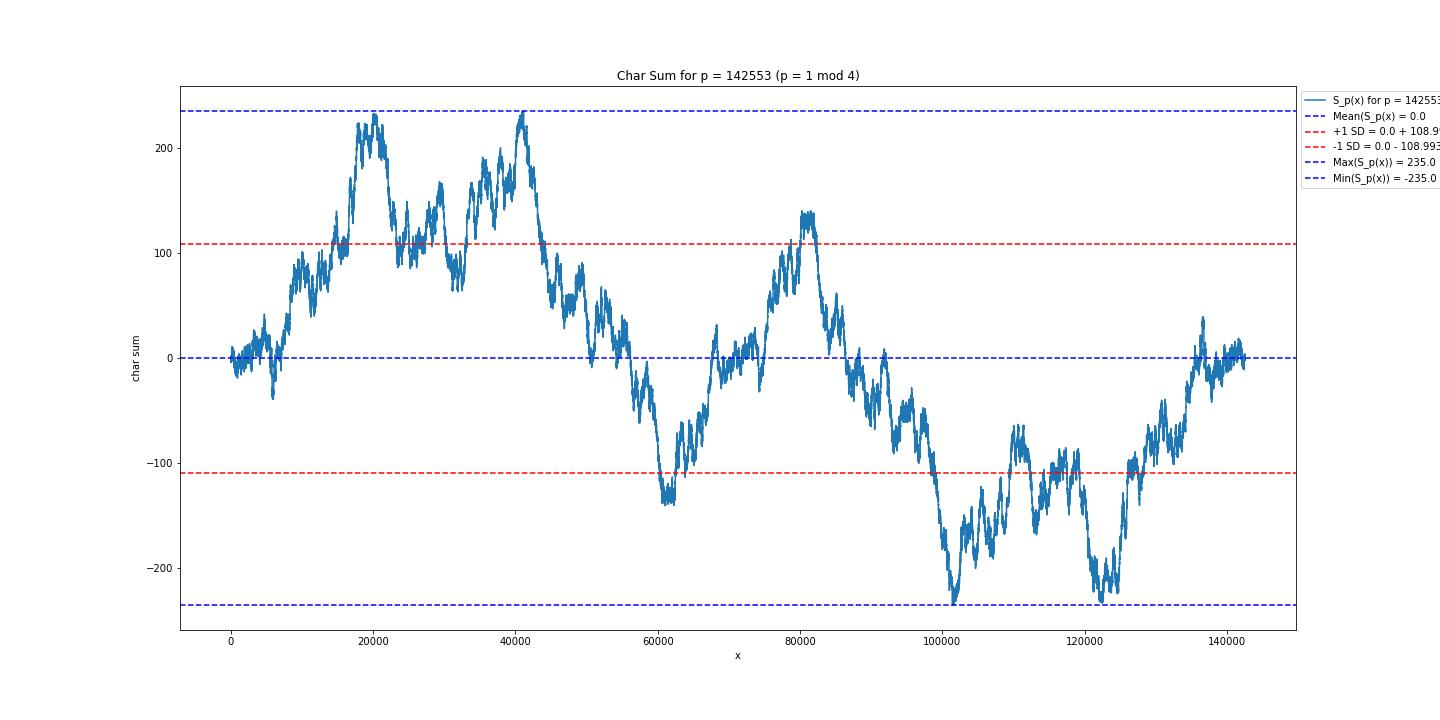 Char Sum for p = 142553 (p = 1 mod 4)
S_p(x) for p = 142553
Mean(S_p(x) = 0.0
+1 SD = 0.0 + 108.9
-1 SD = 0.0 - 108.993
Max(S_p(x)) = 235.0
Min(S_p(x)) = -235.0
200
100
0
−100
−200
char sum
0 20000 40000 60000 80000 100000 120000 140000
x